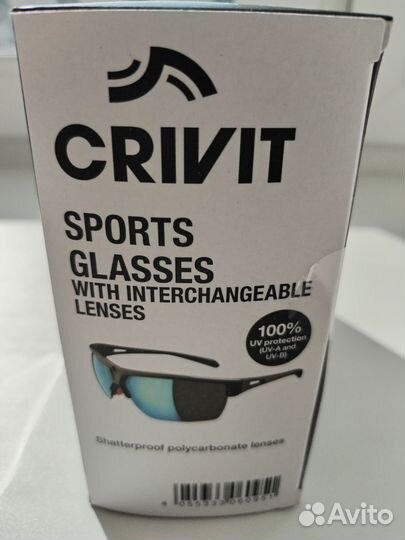 CRIVIT
SPORTS
GLASSES
WITH INTERCHANGEABLE
LENSES
100%
UV protection
(UV-A and
UV-B)
Shatterproof polycarbonate lenses
Avito